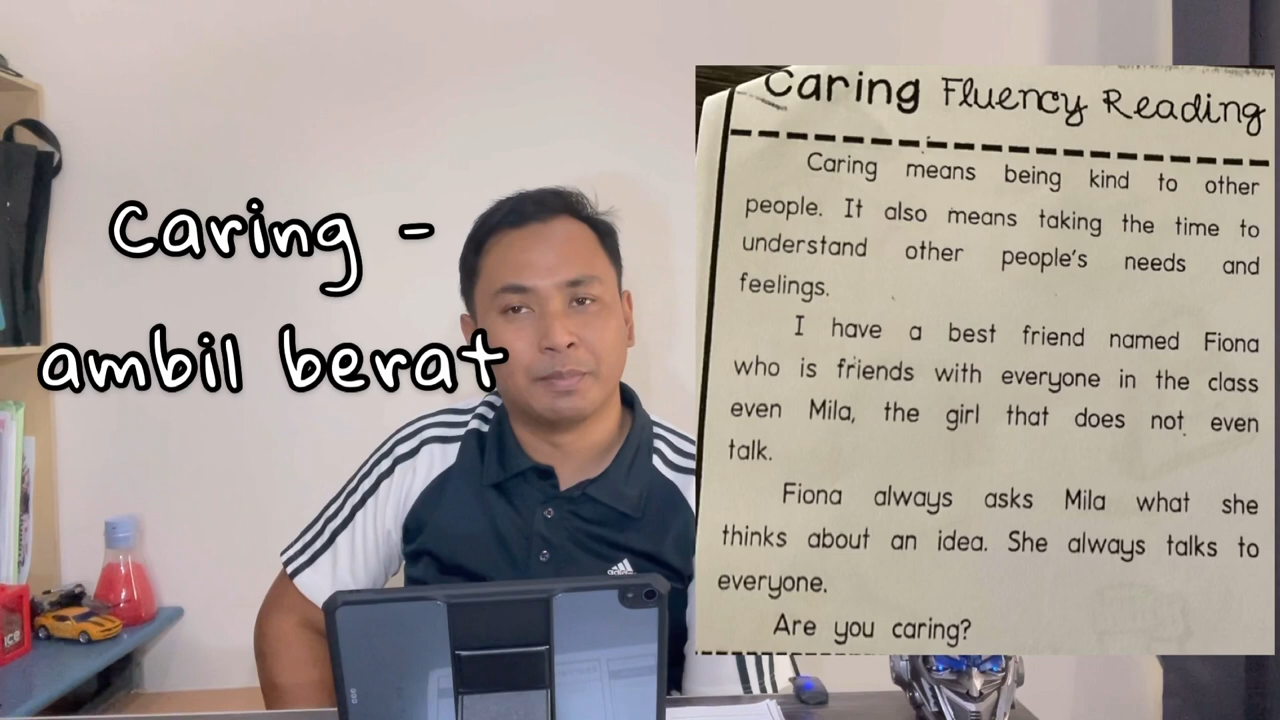 Caring -
ambil berat
Caring Fluency Reading
Caring means being kind to other
people. It also means taking the time to
understand other people's needs and
feelings.
I have a best friend named Fiona
who is friends with everyone in the class
even Mila, the girl that does not even
talk.
Fiona always asks Mila what she
thinks about an idea. She always talks to
everyone.
Are you caring?
adidas
ice